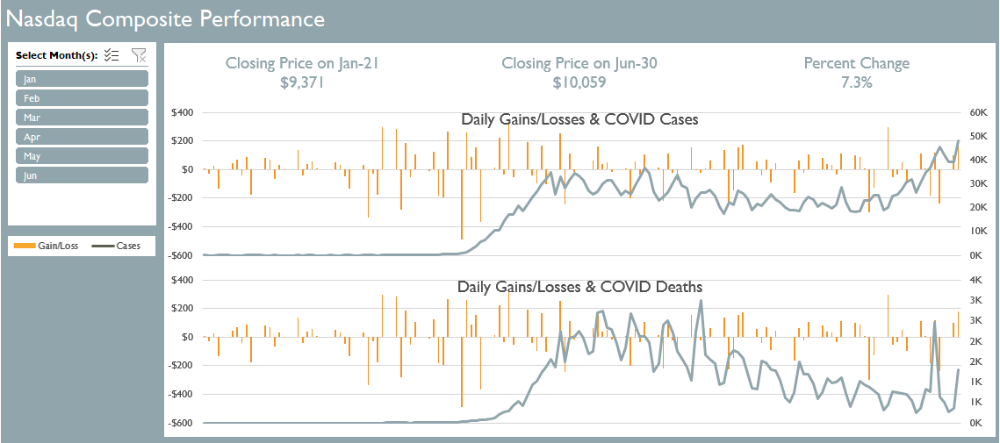 Nasdaq Composite Performance
Select Month(s):
Jan
Feb
Mar
Apr
May
Jun
Gain/Loss Cases
Closing Price on Jan-21
$9,371
Closing Price on Jun-30
$10,059
Percent Change
7.3%
Daily Gains/Losses & COVID Cases
$400
$200
$0
-$200
-$400
-$600
60K
50K
40K
30K
20K
10K
0K
Daily Gains/Losses & COVID Deaths
$400
$200
$0
-$200
-$400
-$600
4K
3K
3K
2K
2K
1K
1K
0K